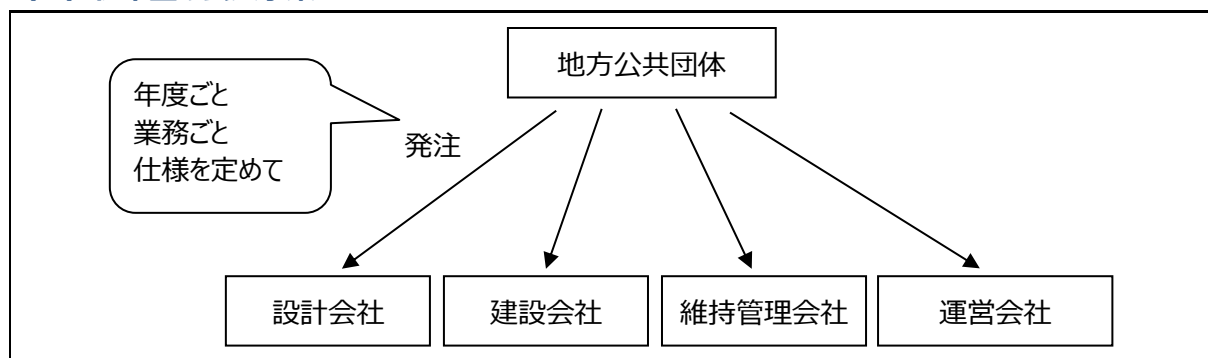 地方公共団体
年度ごと
業務ごと
仕様を定めて
発注
設計会社
建設会社
維持管理会社
運営会社